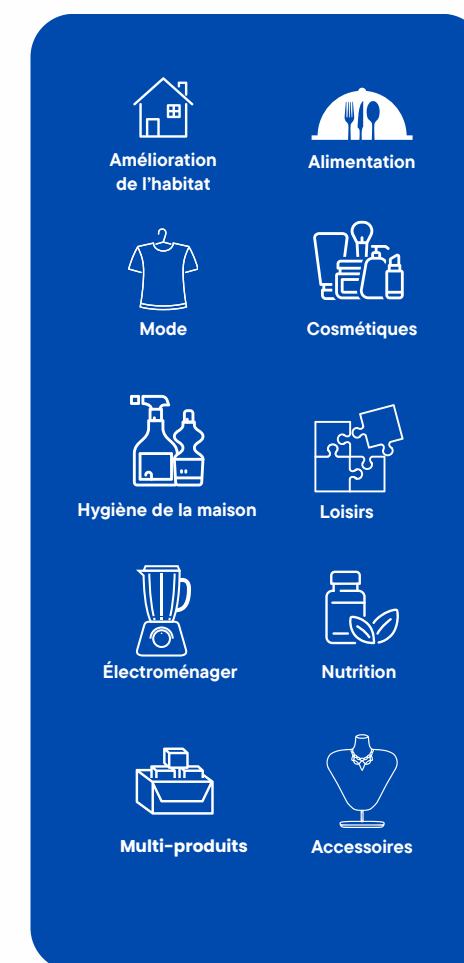 Amélioration
de l'habitat
Alimentation
Mode
Cosmétiques
Hygiène de la maison
Loisirs
Électroménager
Nutrition
Multi-produits
Accessoires